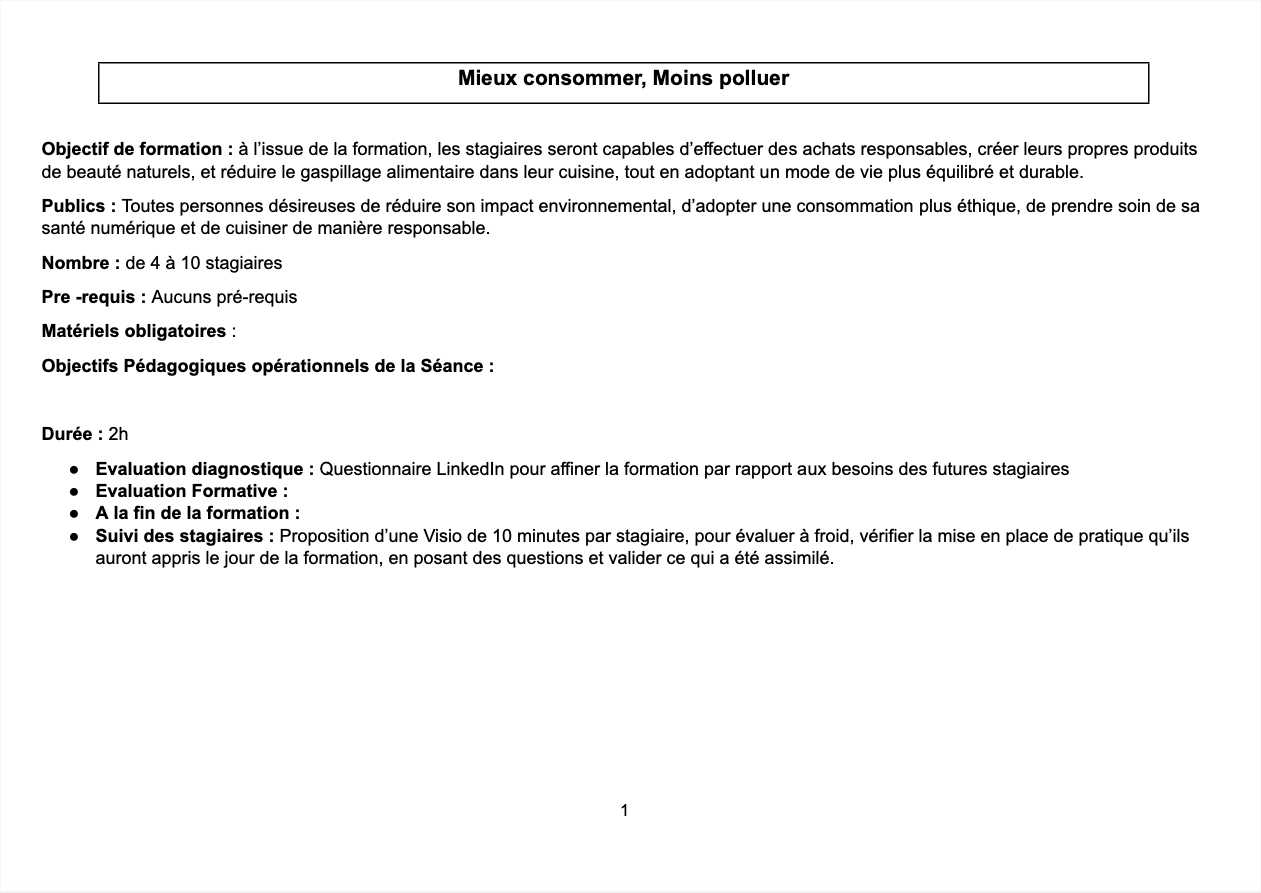 Mieux consommer, Moins polluer
Objectif de formation : à l’issue de la formation, les stagiaires seront capables d’effectuer des achats responsables, créer leurs propres produits
de beauté naturels, et réduire le gaspillage alimentaire dans leur cuisine, tout en adoptant un mode de vie plus équilibré et durable.
Publics : Toutes personnes désireuses de réduire son impact environnemental, d’adopter une consommation plus éthique, de prendre soin de sa
santé numérique et de cuisiner de manière responsable.
Nombre : de 4 à 10 stagiaires
Pre -requis : Aucuns pré-requis
Matériels obligatoires :
Objectifs Pédagogiques opérationnels de la Séance :
Durée : 2h
● Evaluation diagnostique : Questionnaire LinkedIn pour affiner la formation par rapport aux besoins des futures stagiaires
● Evaluation Formative :
● A la fin de la formation :
● Suivi des stagiaires : Proposition d’une Visio de 10 minutes par stagiaire, pour évaluer à froid, vérifier la mise en place de pratique qu’ils
auront appris le jour de la formation, en posant des questions et valider ce qui a été assimilé.
1